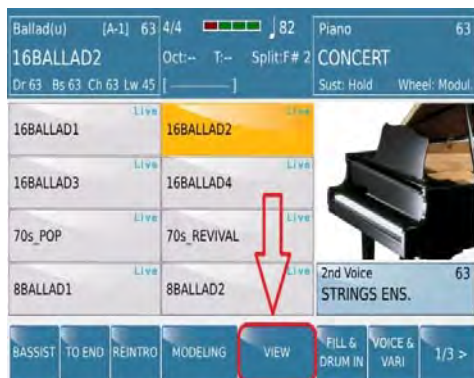 Ballad(u) [A-1] 63 4/4 82 Piano 63
16BALLAD2 Oct:-- T:-- Split:F# 2 CONCERT
Dr 63 Bs 63 Ch 63 Lw 45 [ ----------- ] Sust: Hold Wheel: Modul.
Live Live
16BALLAD1 16BALLAD2
Live Live
16BALLAD3 16BALLAD4
Live Live
70s_POP 70s_REVIVAL
Live Live
8BALLAD1 8BALLAD2
2nd Voice 63
STRINGS ENS.
BASSIST TO END REINTRO MODELING VIEW FILL & DRUM IN VOICE & VARI 1/3 >